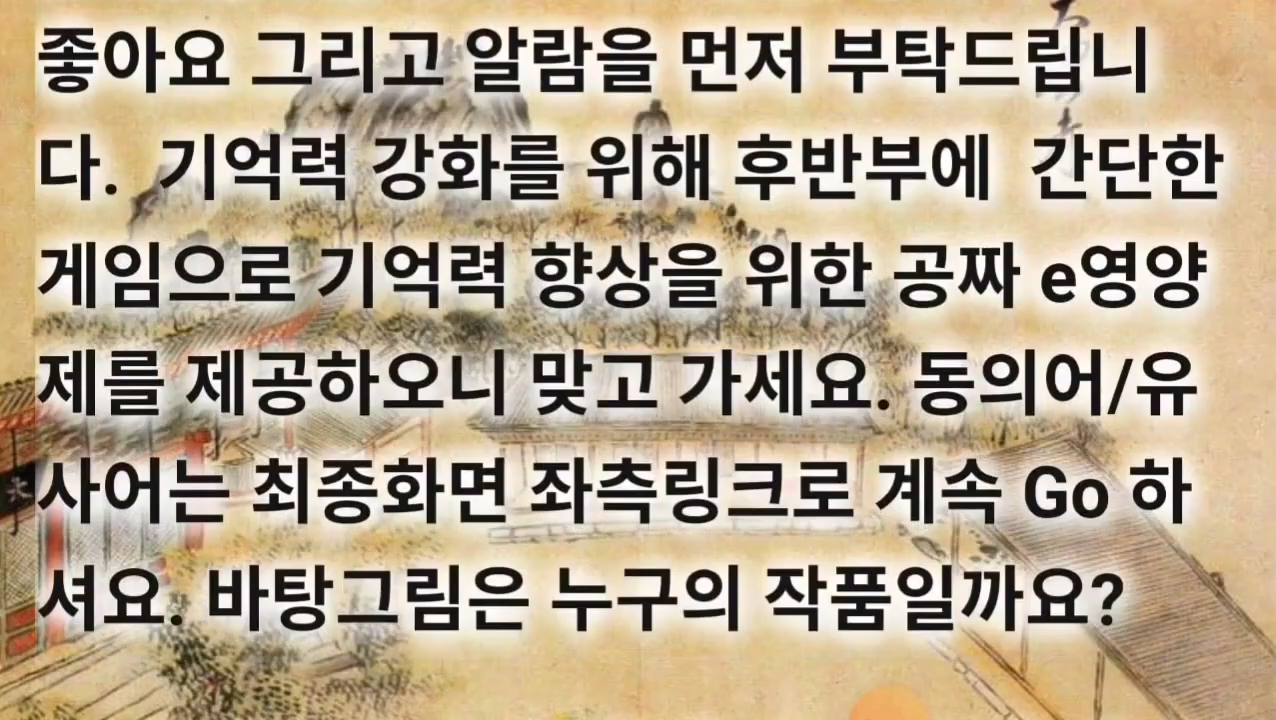 좋아요 그리고 알람을 먼저 부탁드립니
다. 기억력 강화를 위해 후반부에 간단한
게임으로 기억력 향상을 위한 공짜 e영양
제를 제공하오니 맞고 가세요. 동의어/유
사어는 최종화면 좌측링크로 계속 Go 하
셔요. 바탕그림은 누구의 작품일까요?